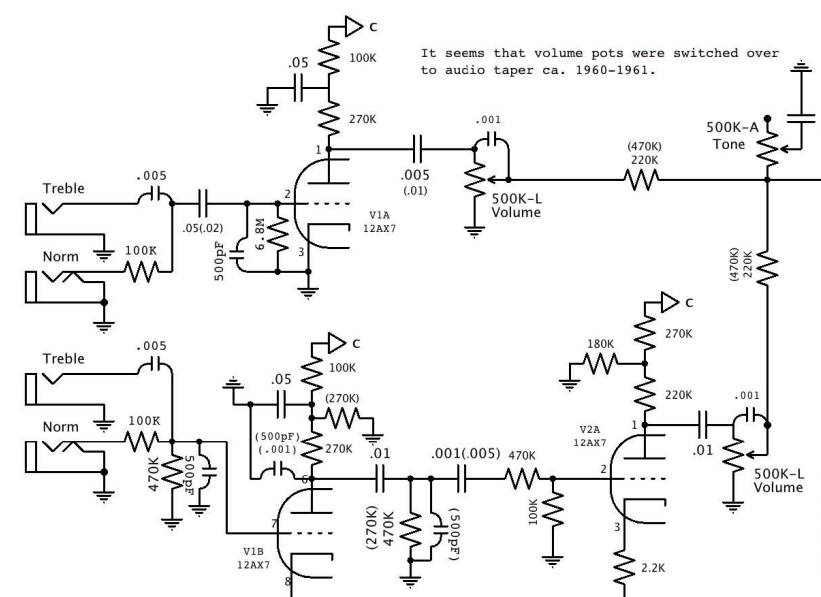 C
.05
100K
It seems that volume pots were switched over
to audio taper ca. 1960-1961.
270K
.001
500K-A
Tone
1
.005
(.01)
(470K)
220K
.005
Treble
2
500K-L
Volume
V1A
12AX7
.05(.02)
6.8M
500pF
3
Norm
100K
(470K)
220K
C
270K
180K
C
Treble
.005
100K
.05
(270K)
220K
.001
(500pF)
(.001)
270K
1
V2A
12AX7
Norm
100K
.01
.001(.005)
470K
.01
500K-L
Volume
470K
500pF
6
2
7
(270K)
470K
(500pF)
100K
3
V1B
12AX7
8
2.2K